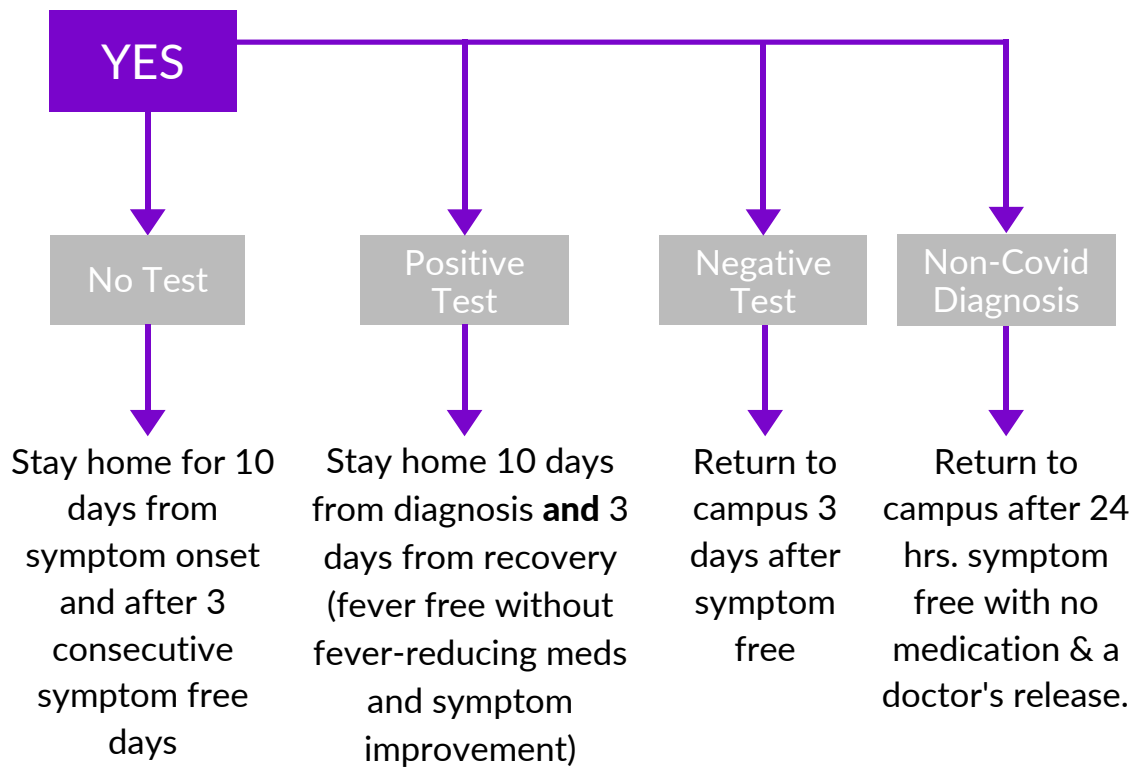 YES
No Test
Positive
Test
Negative
Test
Non-Covid
Diagnosis
Stay home for 10
days from
symptom onset
and after 3
consecutive
symptom free
days
Stay home 10 days
from diagnosis and 3
days from recovery
(fever free without
fever-reducing meds
and symptom
improvement)
Return to
campus 3
days after
symptom
free
Return to
campus after 24
hrs. symptom
free with no
medication & a
doctor's release.